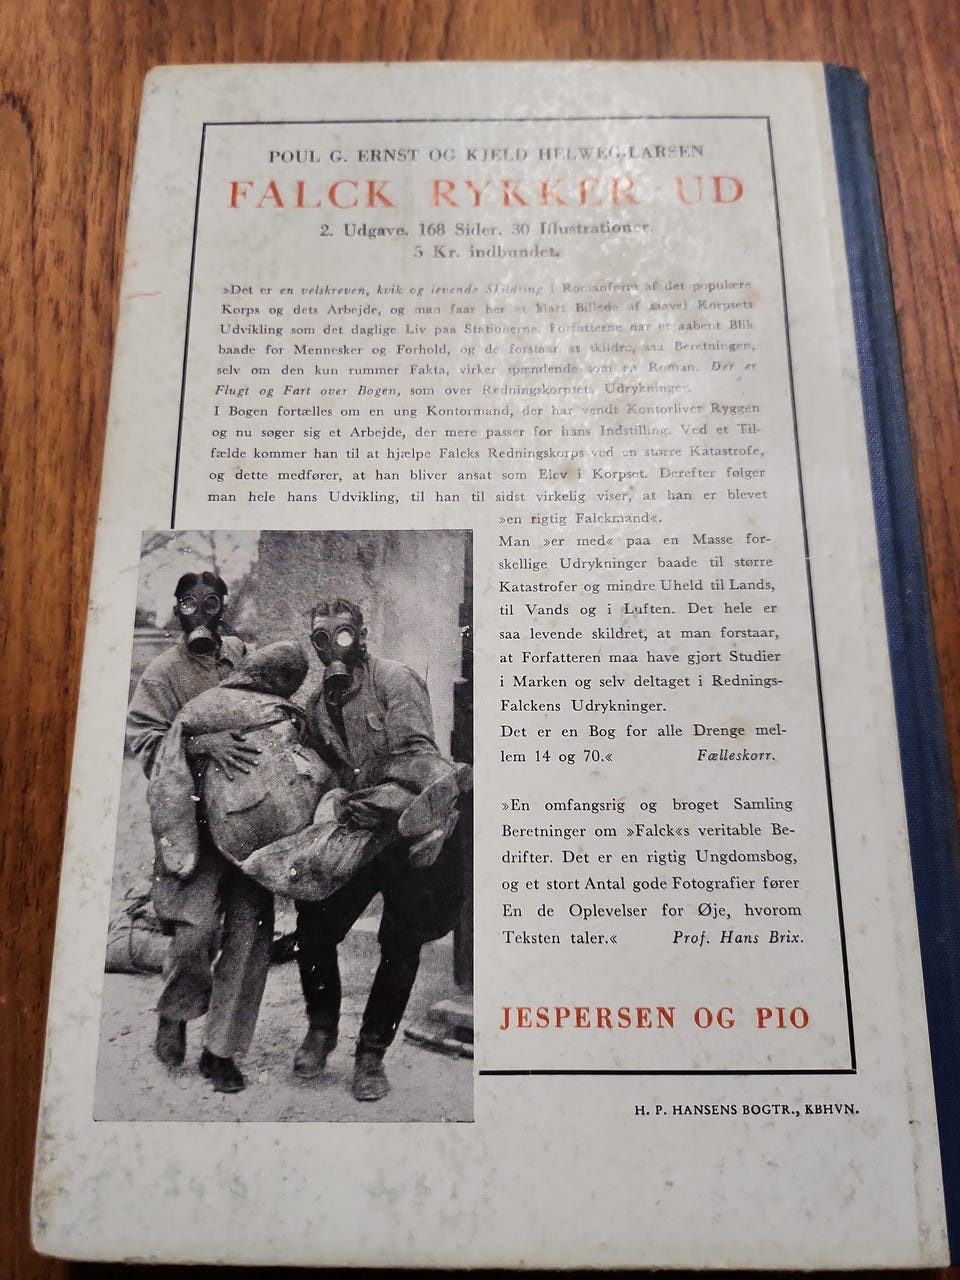 POUL G. ERNST OG KJELD HELWEG-LARSEN
FALCK RYKKER UD
2. Udgave. 168 Sider. 30 Illustrationer.
5 Kr. indbundet.
»Det er en velskreven, kvik og levende Skildring i Romanform af det populære
Korps og dets Arbejde, og man faar her et klart Billede af saavel Korpsets
Udvikling som det daglige Liv paa Stationerne. Forfatterne har et aabent Blik
baade for Mennesker og Forhold, og de forstaar at skildre, saa Beretningen,
selv om den kun rummer Fakta, virker spændende som en Roman. Der er
Flugt og Fart over Bogen, som over Redningskorpsets Udrykninger.
I Bogen fortælles om en ung Kontormand, der har vendt Kontorlivet Ryggen
og nu søger sig et Arbejde, der mere passer for hans Indstilling. Ved et Til-
fælde kommer han til at hjælpe Falcks Redningskorps ved en større Katastrofe,
og dette medfører, at han bliver ansat som Elev i Korpset. Derefter følger
man hele hans Udvikling, til han til sidst virkelig viser, at han er blevet
»en rigtig Falckmand«.
Man »er med« paa en Masse for-
skellige Udrykninger baade til større
Katastrofer og mindre Uheld til Lands,
til Vands og i Luften. Det hele er
saa levende skildret, at man forstaar,
at Forfatteren maa have gjort Studier
i Marken og selv deltaget i Rednings-
Falckens Udrykninger.
Det er en Bog for alle Drenge mel-
lem 14 og 70.« Fælleskorr.
»En omfangsrig og broget Samling
Beretninger om »Falck«s veritable Be-
drifter. Det er en rigtig Ungdomsbog,
og et stort Antal gode Fotografier fører
En de Oplevelser for Øje, hvorom
Teksten taler.« Prof. Hans Brix.
JESPERSEN OG PIO
H. P. HANSENS BOGTR., KBHVN.